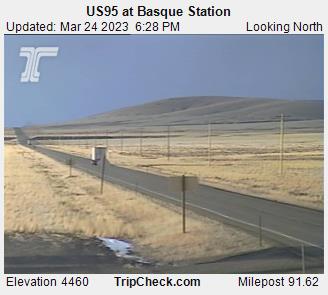 US95 at Basque Station
Updated: Mar 24 2023 6:28 PM Looking North
Elevation 4460 TripCheck.com Milepost 91.62